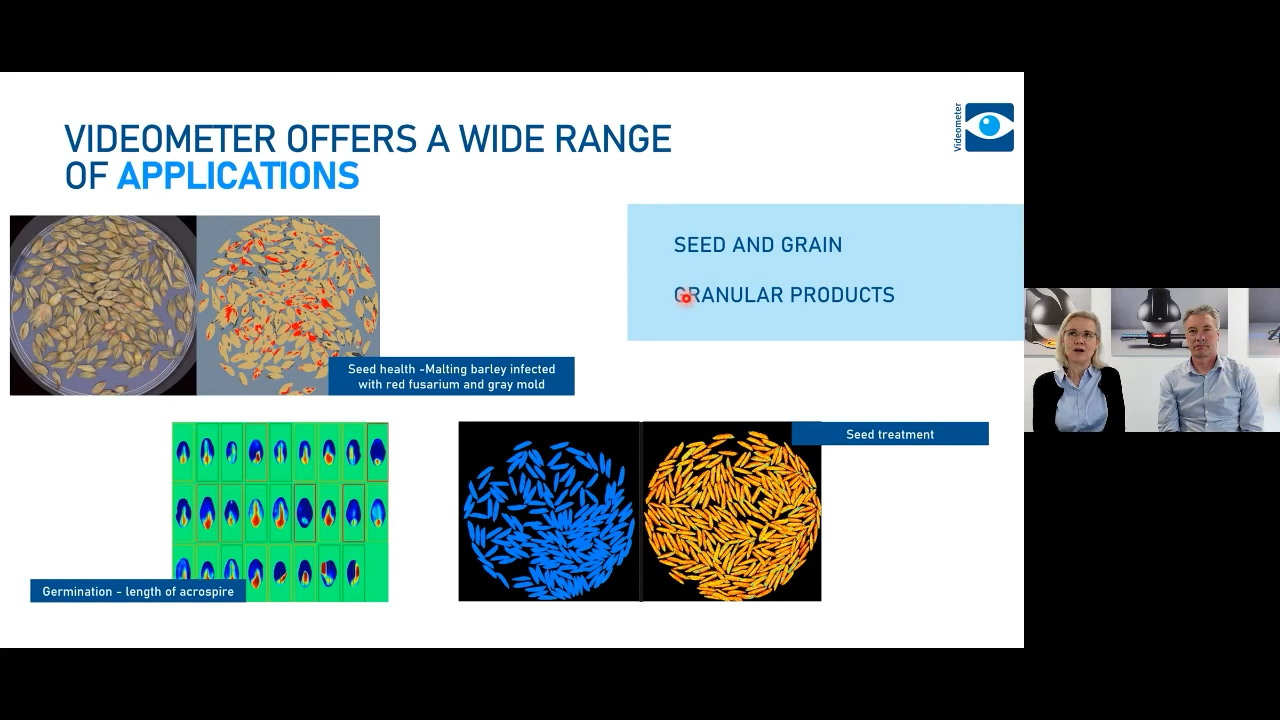 VIDEOMETER OFFERS A WIDE RANGE
OF APPLICATIONS
Videometer
SEED AND GRAIN
GRANULAR PRODUCTS
Seed health -Malting barley infected
with red fusarium and gray mold
Seed treatment
Germination - length of acrospire